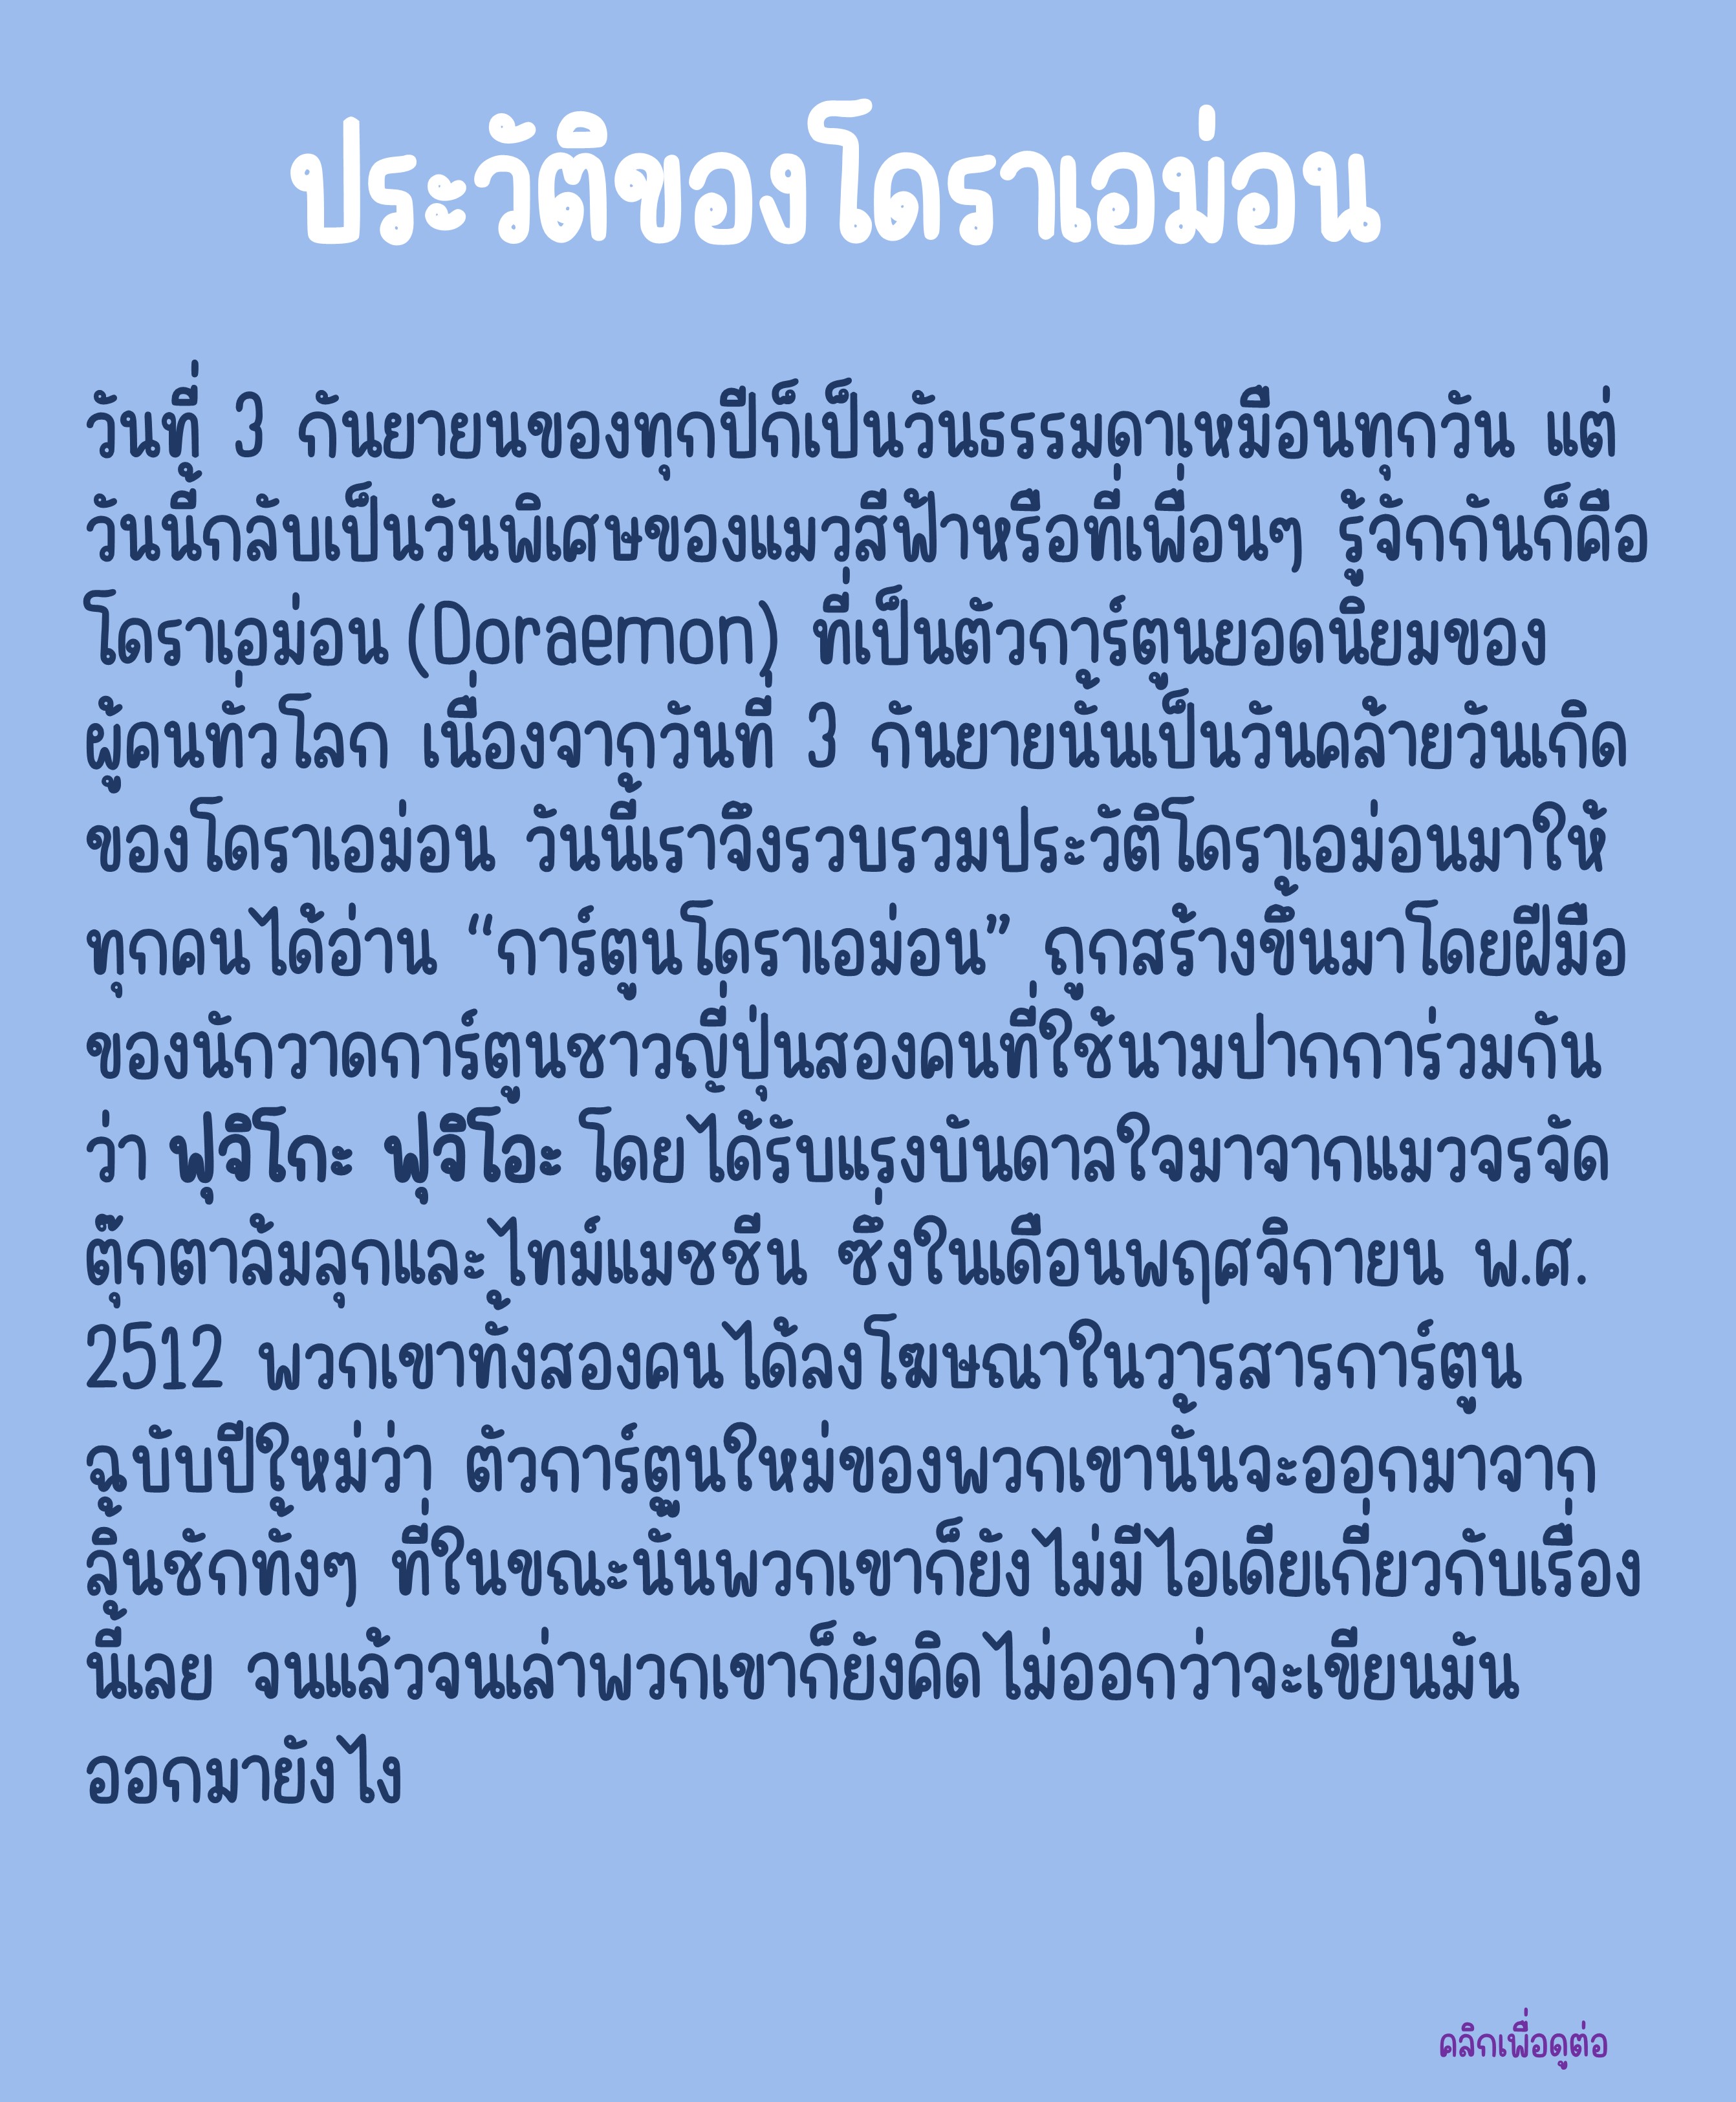 ประวัติของโดราเอม่อน
วันที่ 3 กันยายนของทุกปีก็เป็นวันธรรมดาเหมือนทุกวัน แต่
วันนี้กลับเป็นวันพิเศษของแมวสีฟ้าหรือที่เพื่อนๆ รู้จักกันก็คือ
โดราเอม่อน (Doraemon) ที่เป็นตัวการ์ตูนยอดนิยมของ
ผู้คนทั่วโลก เนื่องจากวันที่ 3 กันยายนั้นเป็นวันคล้ายวันเกิด
ของโดราเอม่อน วันนี้เราจึงรวบรวมประวัติโดราเอม่อนมาให้
ทุกคนได้อ่าน “การ์ตูนโดราเอม่อน” ถูกสร้างขึ้นมาโดยฝีมือ
ของนักวาดการ์ตูนชาวญี่ปุ่นสองคนที่ใช้นามปากการ่วมกัน
ว่า ฟุจิโกะ ฟุจิโอะ โดยได้รับแรงบันดาลใจมาจากแมวจรจัด
ตุ๊กตาล้มลุกและไทม์แมชชีน ซึ่งในเดือนพฤศจิกายน พ.ศ.
2512 พวกเขาทั้งสองคนได้ลงโฆษณาในวารสารการ์ตูน
ฉบับปีใหม่ว่า ตัวการ์ตูนใหม่ของพวกเขานั้นจะออกมาจาก
ลิ้นชักทั้งๆ ที่ในขณะนั้นพวกเขาก็ยังไม่มีไอเดียเกี่ยวกับเรื่อง
นี้เลย จนแล้วจนเล่าพวกเขาก็ยังคิดไม่ออกว่าจะเขียนมัน
ออกมายังไง
คลิกเพื่อดูต่อ